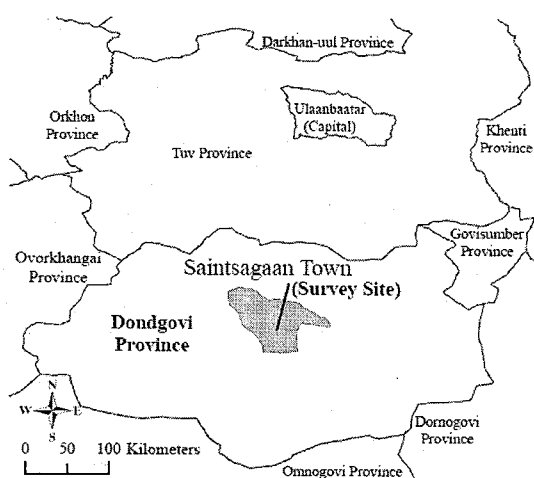 Darkhan-uul Province
Ulaanbaatar
(Capital)
Orkhon
Province
Khenti
Province
Tuv Province
Govisumber
Province
Ovorkhangai
Province
Saintsagaan Town
(Survey Site)
Dondgovi
Province
N
W E
S
0 50 100 Kilometers
Dornogovi
Province
Omnogovi Province